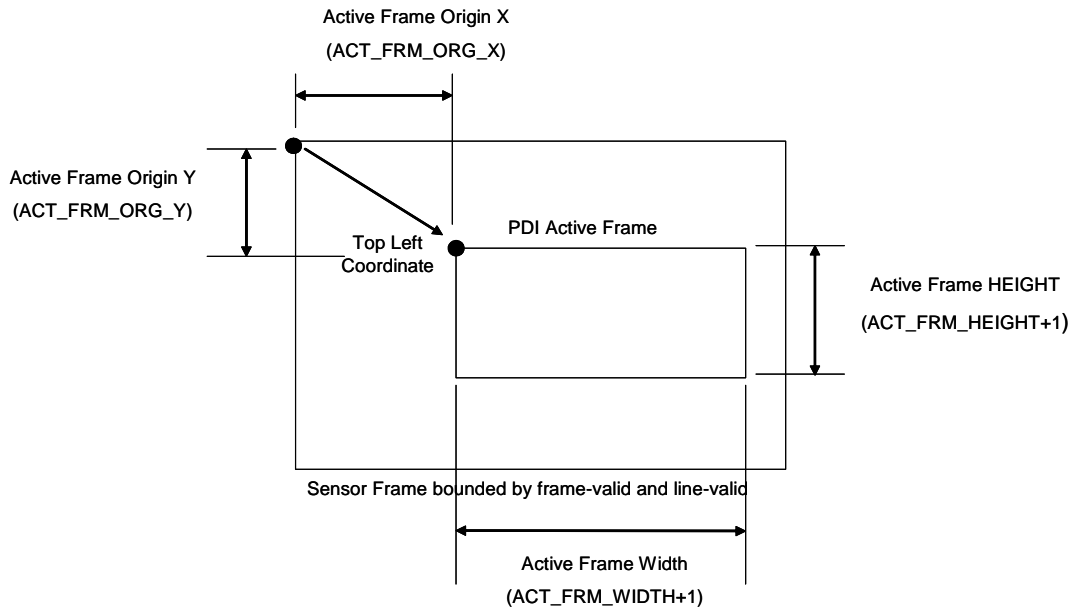 Active Frame Origin X
(ACT_FRM_ORG_X)
Active Frame Origin Y
(ACT_FRM_ORG_Y)
Top Left
Coordinate
PDI Active Frame
Active Frame HEIGHT
(ACT_FRM_HEIGHT+1)
Sensor Frame bounded by frame-valid and line-valid
Active Frame Width
(ACT_FRM_WIDTH+1)